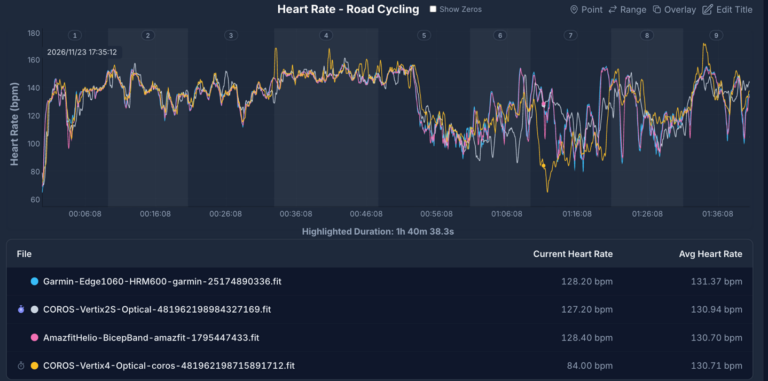 Heart Rate - Road Cycling
Show Zeros
Point
Range
Overlay
Edit Title
180
160
140
120
100
80
60
Heart Rate (bpm)
1
2
3
4
5
6
7
8
9
2026/11/23 17:35:12
00:06:08
00:16:08
00:26:08
00:36:08
00:46:08
00:56:08
01:06:08
01:16:08
01:26:08
01:36:08
Highlighted Duration: 1h 40m 38.3s
File Current Heart Rate Avg Heart Rate
Garmin-Edge1060-HRM600-garmin-25174890336.fit 128.20 bpm 131.37 bpm
COROS-Vertix2S-Optical-481962198984327169.fit 127.20 bpm 130.94 bpm
AmazfitHelio-BicepBand-amazfit-1795447433.fit 128.40 bpm 130.70 bpm
COROS-Vertix4-Optical-coros-481962198715891712.fit 84.00 bpm 130.71 bpm